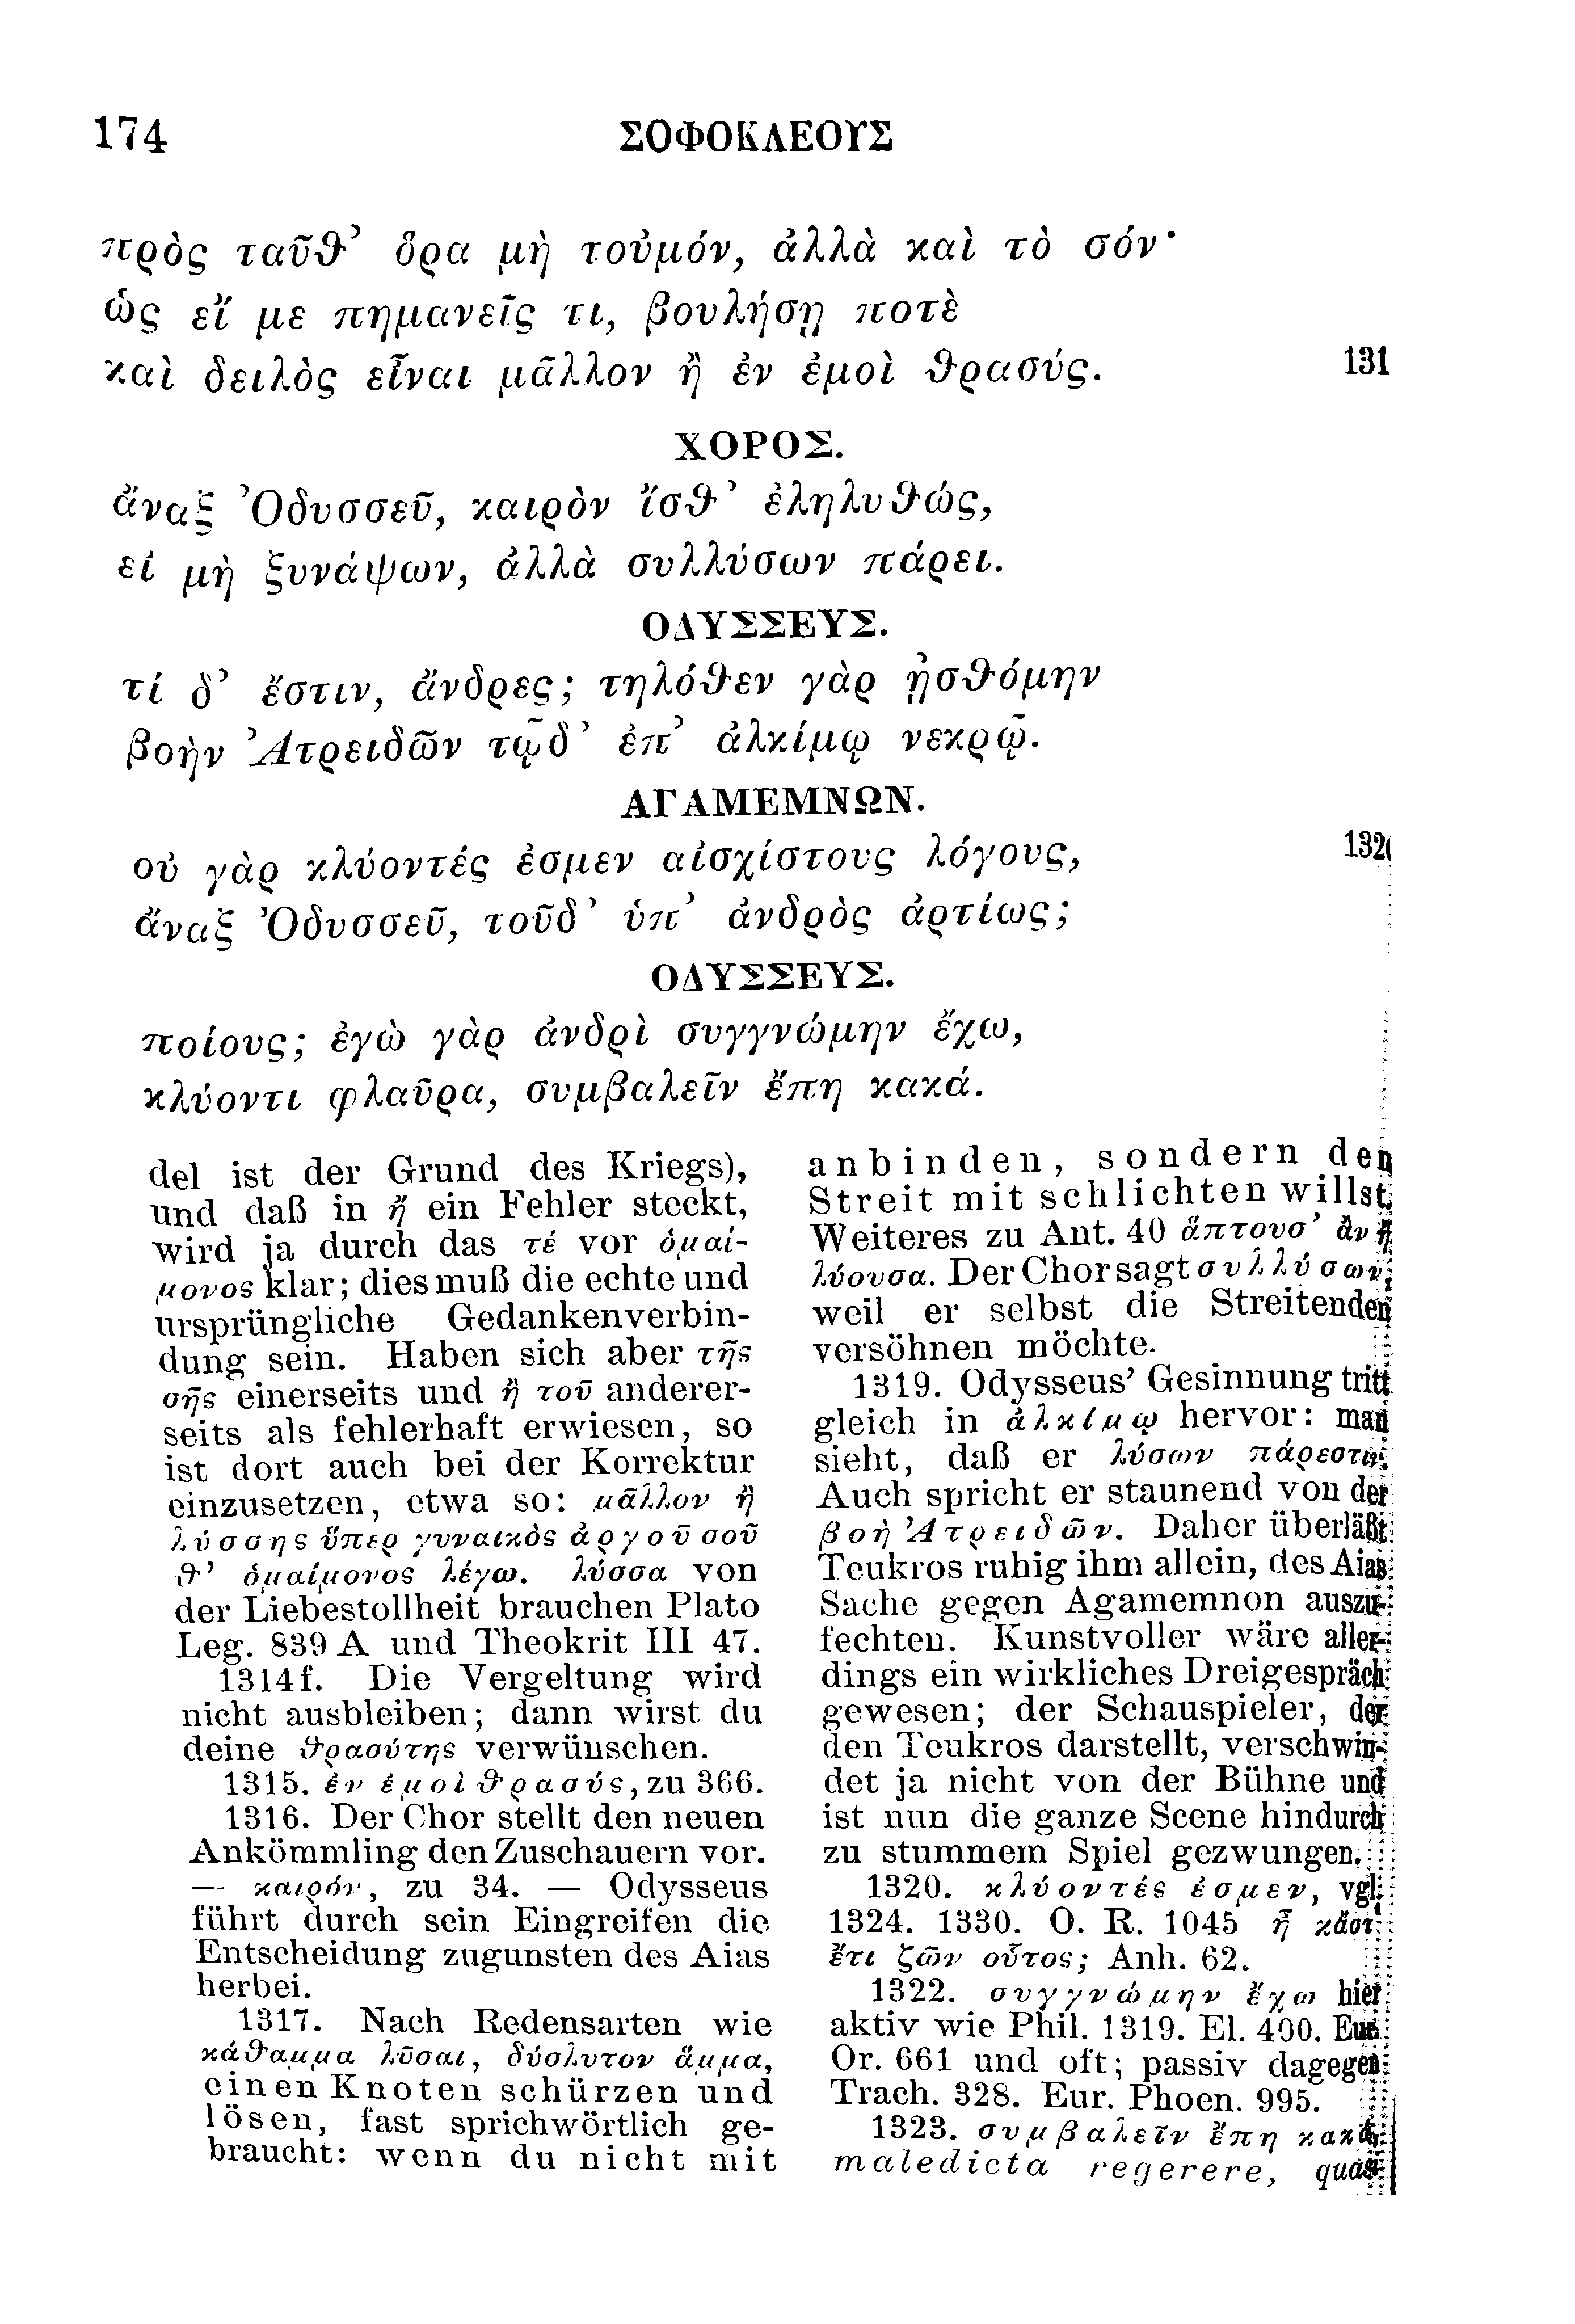 174
ΣΟΦΟΚΛΕΟΥΣ
πρὸς ταῦθ’ ὅρα μὴ τοὐμόν, ἀλλὰ καὶ τὸ σόν·
ὡς εἴ με πημανεῖς τι, βουλήσῃ ποτὲ
καὶ δειλὸς εἶναι μᾶλλον ἢ ἐν ἐμοὶ θρασύς. 131
ΧΟΡΟΣ.
ἄναξ Ὀδυσσεῦ, καιρὸν ἴσθ’ ἐληλυθώς,
εἰ μὴ ξυνάψων, ἀλλὰ συλλύσων πάρει.
ΟΔΥΣΣΕΥΣ.
τί δ’ ἔστιν, ἄνδρες; τηλόθεν γὰρ ᾐσθόμην
βοὴν Ἀτρειδῶν τῷδ’ ἐπ’ ἀλκίμῳ νεκρῷ.
ΑΓΑΜΕΜΝΩΝ.
οὐ γὰρ κλύοντές ἐσμεν αἰσχίστους λόγους, 132
ἄναξ Ὀδυσσεῦ, τοῦδ’ ὑπ’ ἀνδρὸς ἀρτίως;
ΟΔΥΣΣΕΥΣ.
ποίους; ἐγὼ γὰρ ἀνδρὶ συγγνώμην ἔχω,
κλύοντι φλαῦρα, συμβαλεῖν ἔπη κακά.
del ist der Grund des Kriegs),
und daß in ἤ ein Fehler steckt,
wird ja durch das τέ vor ὁμαί-
μονος klar; dies muß die echte und
ursprüngliche Gedankenverbin-
dung sein. Haben sich aber τῆς
σῆς einerseits und ἢ τοῦ anderer-
seits als fehlerhaft erwiesen, so
ist dort auch bei der Korrektur
einzusetzen, etwa so: μᾶλλον ἢ
λύσσης ὕπερ γυναικὸς ἀργοῦ σοῦ
θ’ ὁμαίμονος λέγω. λύσσα von
der Liebestollheit brauchen Plato
Leg. 839 A und Theokrit III 47.
1314f. Die Vergeltung wird
nicht ausbleiben; dann wirst du
deine θρασύτης verwünschen.
1315. ἐν ἐμοὶ θρασύς, zu 366.
1316. Der Chor stellt den neuen
Ankömmling den Zuschauern vor.
— καιρόν, zu 34. — Odysseus
führt durch sein Eingreifen die
Entscheidung zugunsten des Aias
herbei.
1317. Nach Redensarten wie
κάθαμμα λῦσαι, δύσλυτον ἅμμα,
einen Knoten schürzen und
lösen, fast sprichwörtlich ge-
braucht: wenn du nicht mit
anbinden, sondern den
Streit mit schlichten willst.
Weiteres zu Ant. 40 ἅπτουσ’ ἂν ἢ
λύουσα. Der Chor sagt συλλύσων,
weil er selbst die Streitenden
versöhnen möchte.
1319. Odysseus’ Gesinnung tritt
gleich in ἀλκίμῳ hervor: man
sieht, daß er λύσων πάρεστιν.
Auch spricht er staunend von der
βοὴ Ἀτρειδῶν. Daher überläßt
Teukros ruhig ihm allein, des Aias
Sache gegen Agamemnon auszu-
fechten. Kunstvoller wäre aller-
dings ein wirkliches Dreigespräch
gewesen; der Schauspieler, der
den Teukros darstellt, verschwin-
det ja nicht von der Bühne und
ist nun die ganze Scene hindurch
zu stummem Spiel gezwungen.
1320. κλύοντές ἐσμεν, vgl.
1324. 1330. O. R. 1045 ἦ κἄστ’
ἔτι ζῶν οὗτος; Anh. 62.
1322. συγγνώμην ἔχω hier
aktiv wie Phil. 1319. El. 400. Eur.
Or. 661 und oft; passiv dagegen
Trach. 328. Eur. Phoen. 995.
1323. συμβαλεῖν ἔπη κακά,
maledicta regerere, quasi